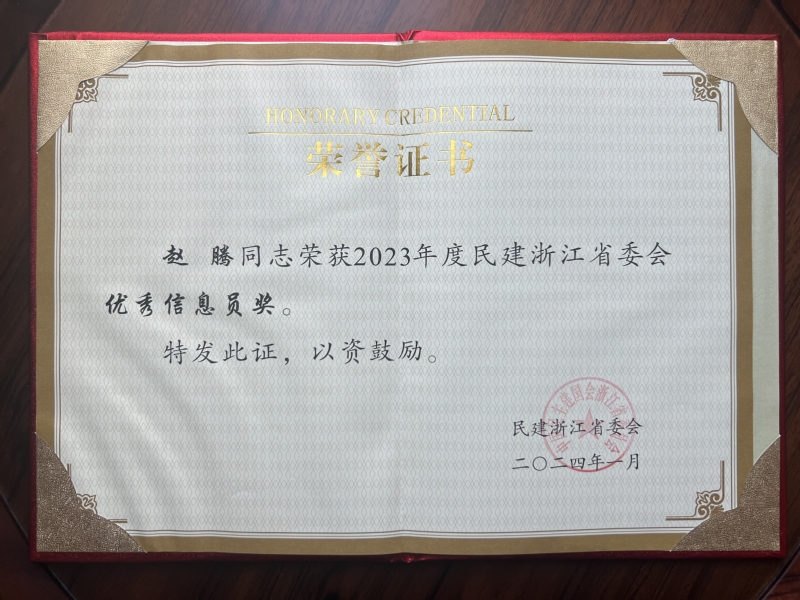 HONORARY CREDENTIAL
荣誉证书
赵 腾同志荣获2023年度民建浙江省委会
优秀信息员奖。
特发此证，以资鼓励。
民建浙江省委会
二〇二四年一月